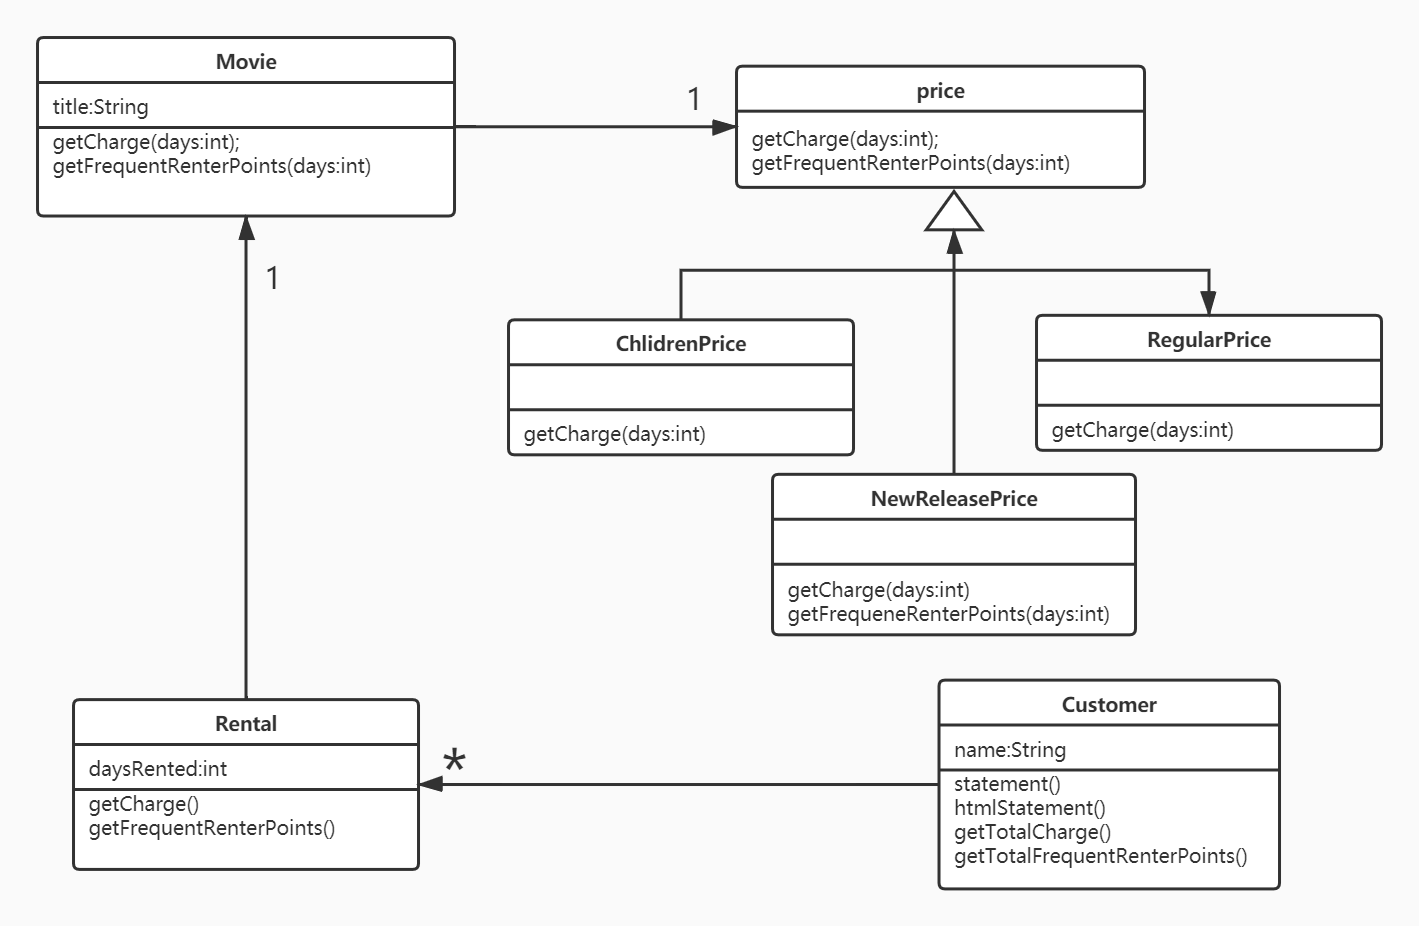 Movie
title:String
getCharge(days:int);
getFrequentRenterPoints(days:int)
1
price
getCharge(days:int);
getFrequentRenterPoints(days:int)
1
ChlidrenPrice
getCharge(days:int)
RegularPrice
getCharge(days:int)
NewReleasePrice
getCharge(days:int)
getFrequeneRenterPoints(days:int)
Rental
daysRented:int
getCharge()
getFrequentRenterPoints()
*
Customer
name:String
statement()
htmlStatement()
getTotalCharge()
getTotalFrequentRenterPoints()